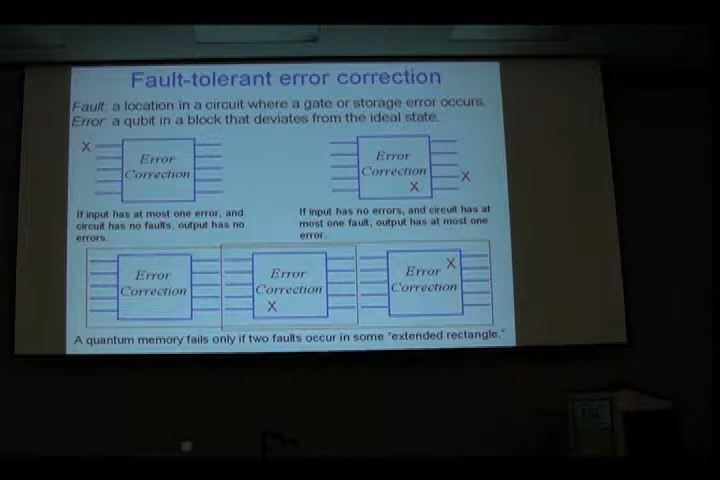 Fault-tolerant error correction
Fault: a location in a circuit where a gate or storage error occurs.
Error: a qubit in a block that deviates from the ideal state.
X
Error
Correction
Error
Correction
X
X
If input has at most one error, and
circuit has no faults, output has no
errors.
If input has no errors, and circuit has at
most one fault, output has at most one
error.
Error
Correction
Error
Correction
X
Error X
Correction
A quantum memory fails only if two faults occur in some "extended rectangle."